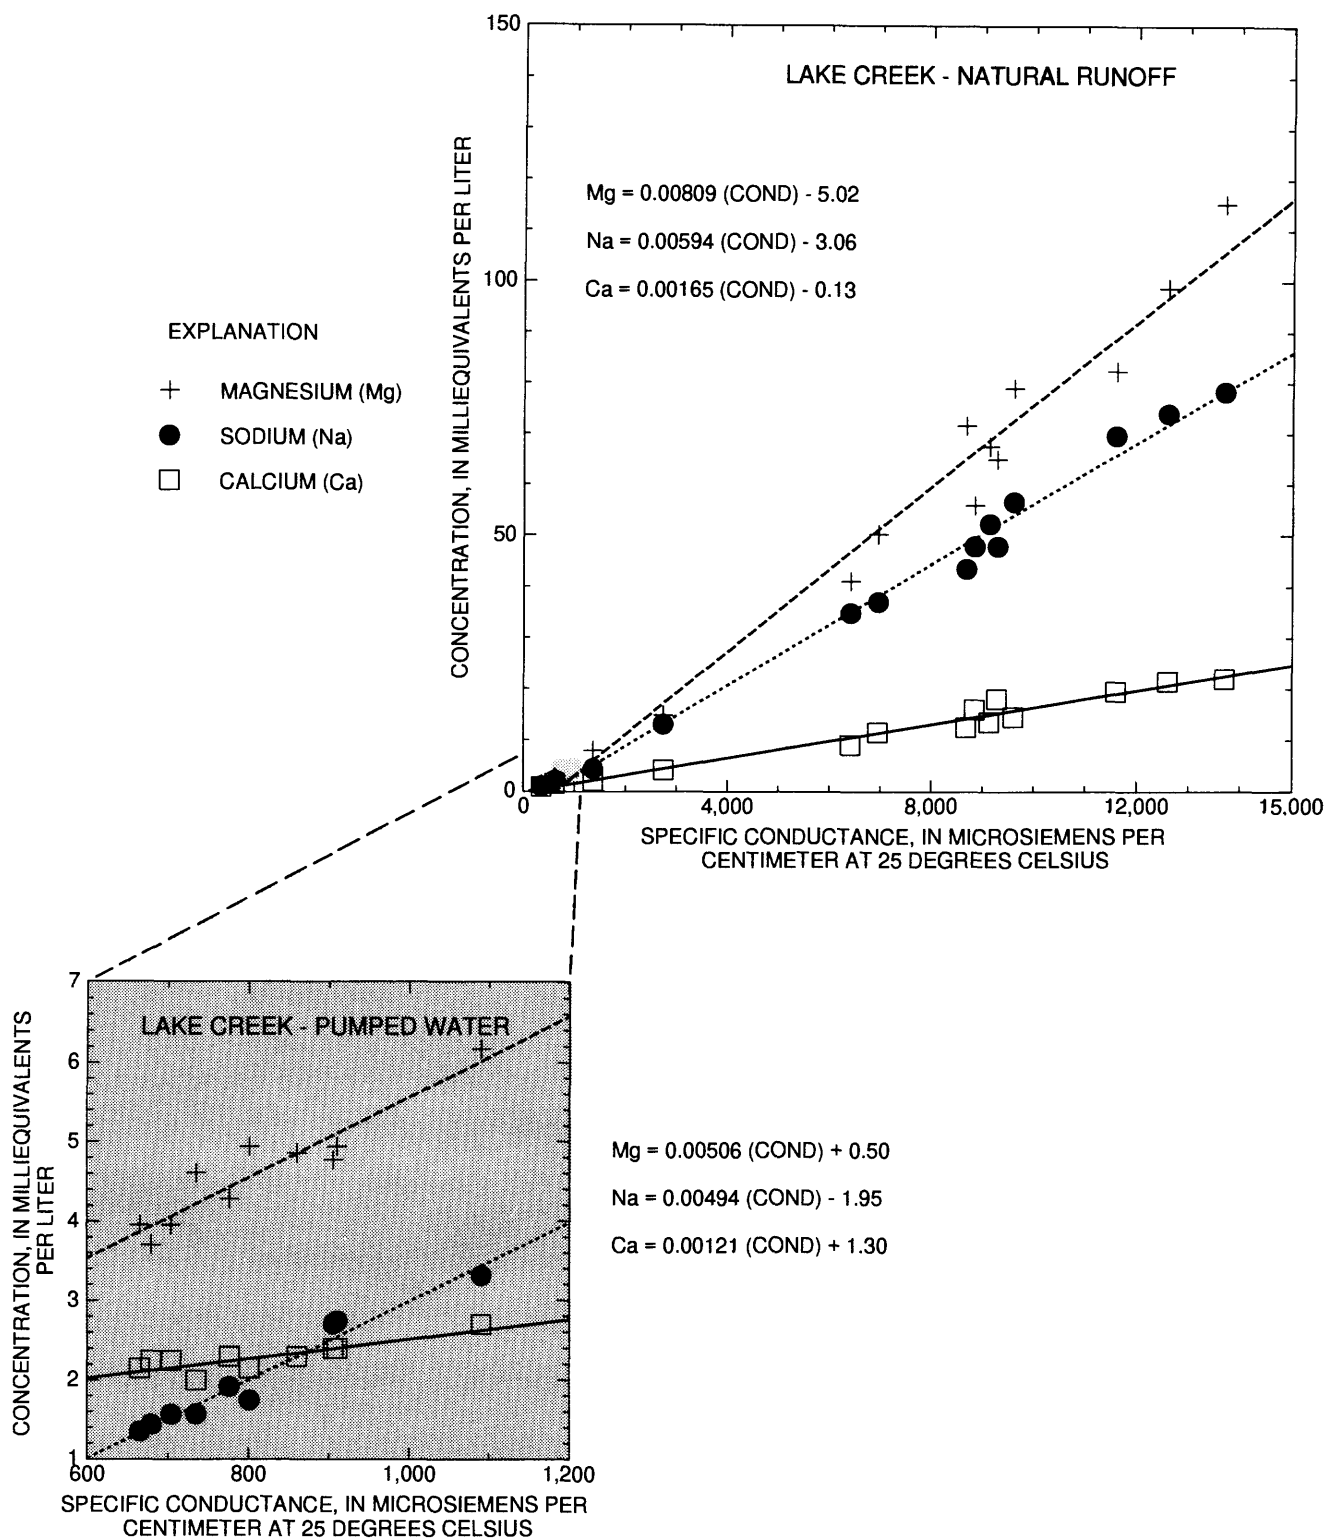 150
LAKE CREEK - NATURAL RUNOFF
Mg = 0.00809 (COND) - 5.02
Na = 0.00594 (COND) - 3.06
Ca = 0.00165 (COND) - 0.13
100
50
0
CONCENTRATION, IN MILLIEQUIVALENTS PER LITER
EXPLANATION
MAGNESIUM (Mg)
SODIUM (Na)
CALCIUM (Ca)
0 4,000 8,000 12,000 15,000
SPECIFIC CONDUCTANCE, IN MICROSIEMENS PER
CENTIMETER AT 25 DEGREES CELSIUS
7
6
5
4
3
2
1
CONCENTRATION, IN MILLIEQUIVALENTS
PER LITER
LAKE CREEK - PUMPED WATER
Mg = 0.00506 (COND) + 0.50
Na = 0.00494 (COND) - 1.95
Ca = 0.00121 (COND) + 1.30
600 800 1,000 1,200
SPECIFIC CONDUCTANCE, IN MICROSIEMENS PER
CENTIMETER AT 25 DEGREES CELSIUS